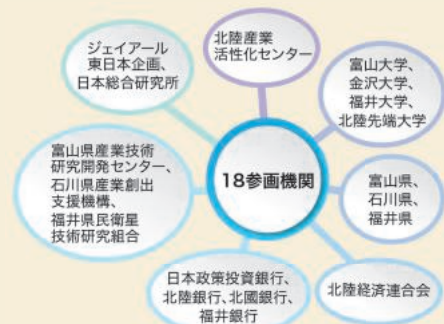 ジェイアール
東日本企画、
日本総合研究所
北陸産業
活性化センター
富山大学、
金沢大学、
福井大学、
北陸先端大学
富山県産業技術
研究開発センター、
石川県産業創出
支援機構、
福井県民衛星
技術研究組合
18参画機関
富山県、
石川県、
福井県
日本政策投資銀行、
北陸銀行、北國銀行、
福井銀行
北陸経済連合会